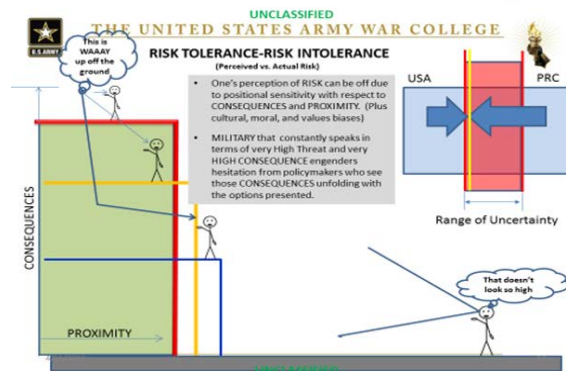 UNCLASSIFIED
THE UNITED STATES ARMY WAR COLLEGE
U.S. ARMY
This is
WAAAY
up off the
ground
RISK TOLERANCE-RISK INTOLERANCE
(Perceived vs. Actual Risk)
• One's perception of RISK can be off due
to positional sensitivity with respect to
CONSEQUENCES and PROXIMITY. (Plus
cultural, moral, and values biases)
• MILITARY that constantly speaks in
terms of very High Threat and very
HIGH CONSEQUENCE engenders
hesitation from policymakers who see
those CONSEQUENCES unfolding with
the options presented.
USA
PRC
Range of Uncertainty
CONSEQUENCES
PROXIMITY
That doesn't
look so high
UNCLASSIFIED